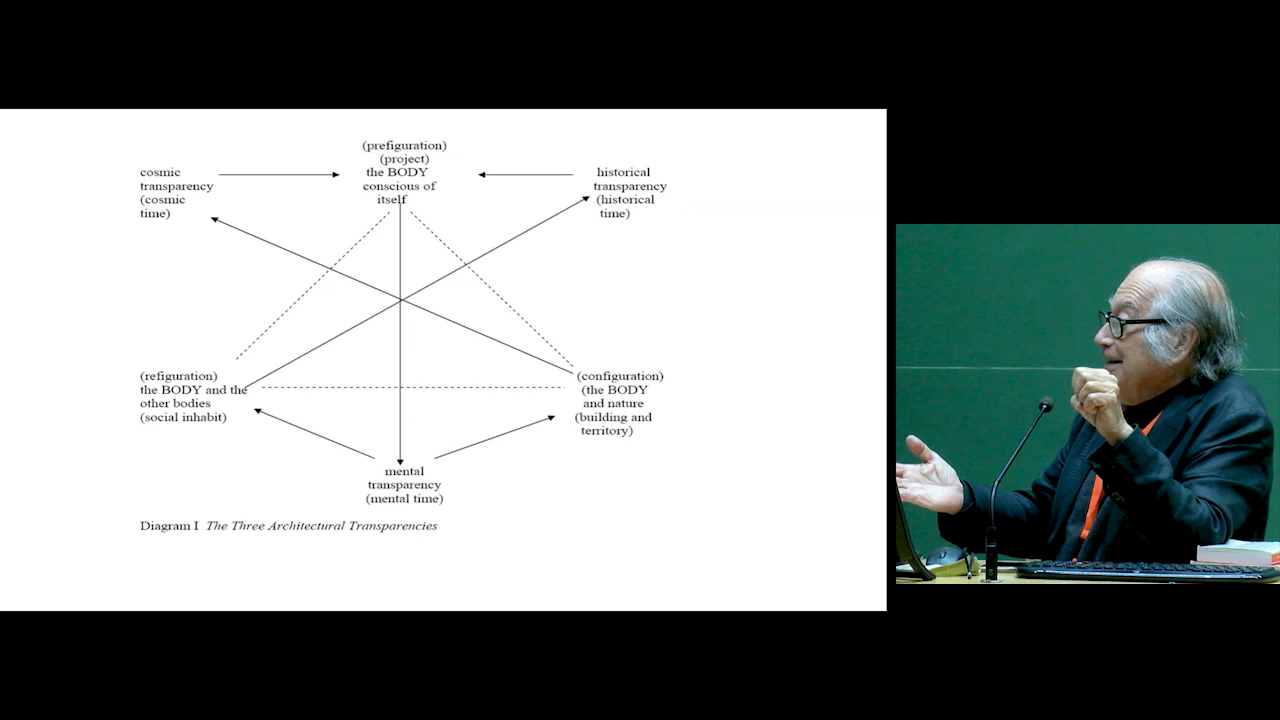 (prefiguration)
(project)
the BODY
conscious of
itself
cosmic
transparency
(cosmic
time)
historical
transparency
(historical
time)
(refiguration)
the BODY and the
other bodies
(social inhabit)
(configuration)
(the BODY
and nature
(building and
territory)
mental
transparency
(mental time)
Diagram I The Three Architectural Transparencies